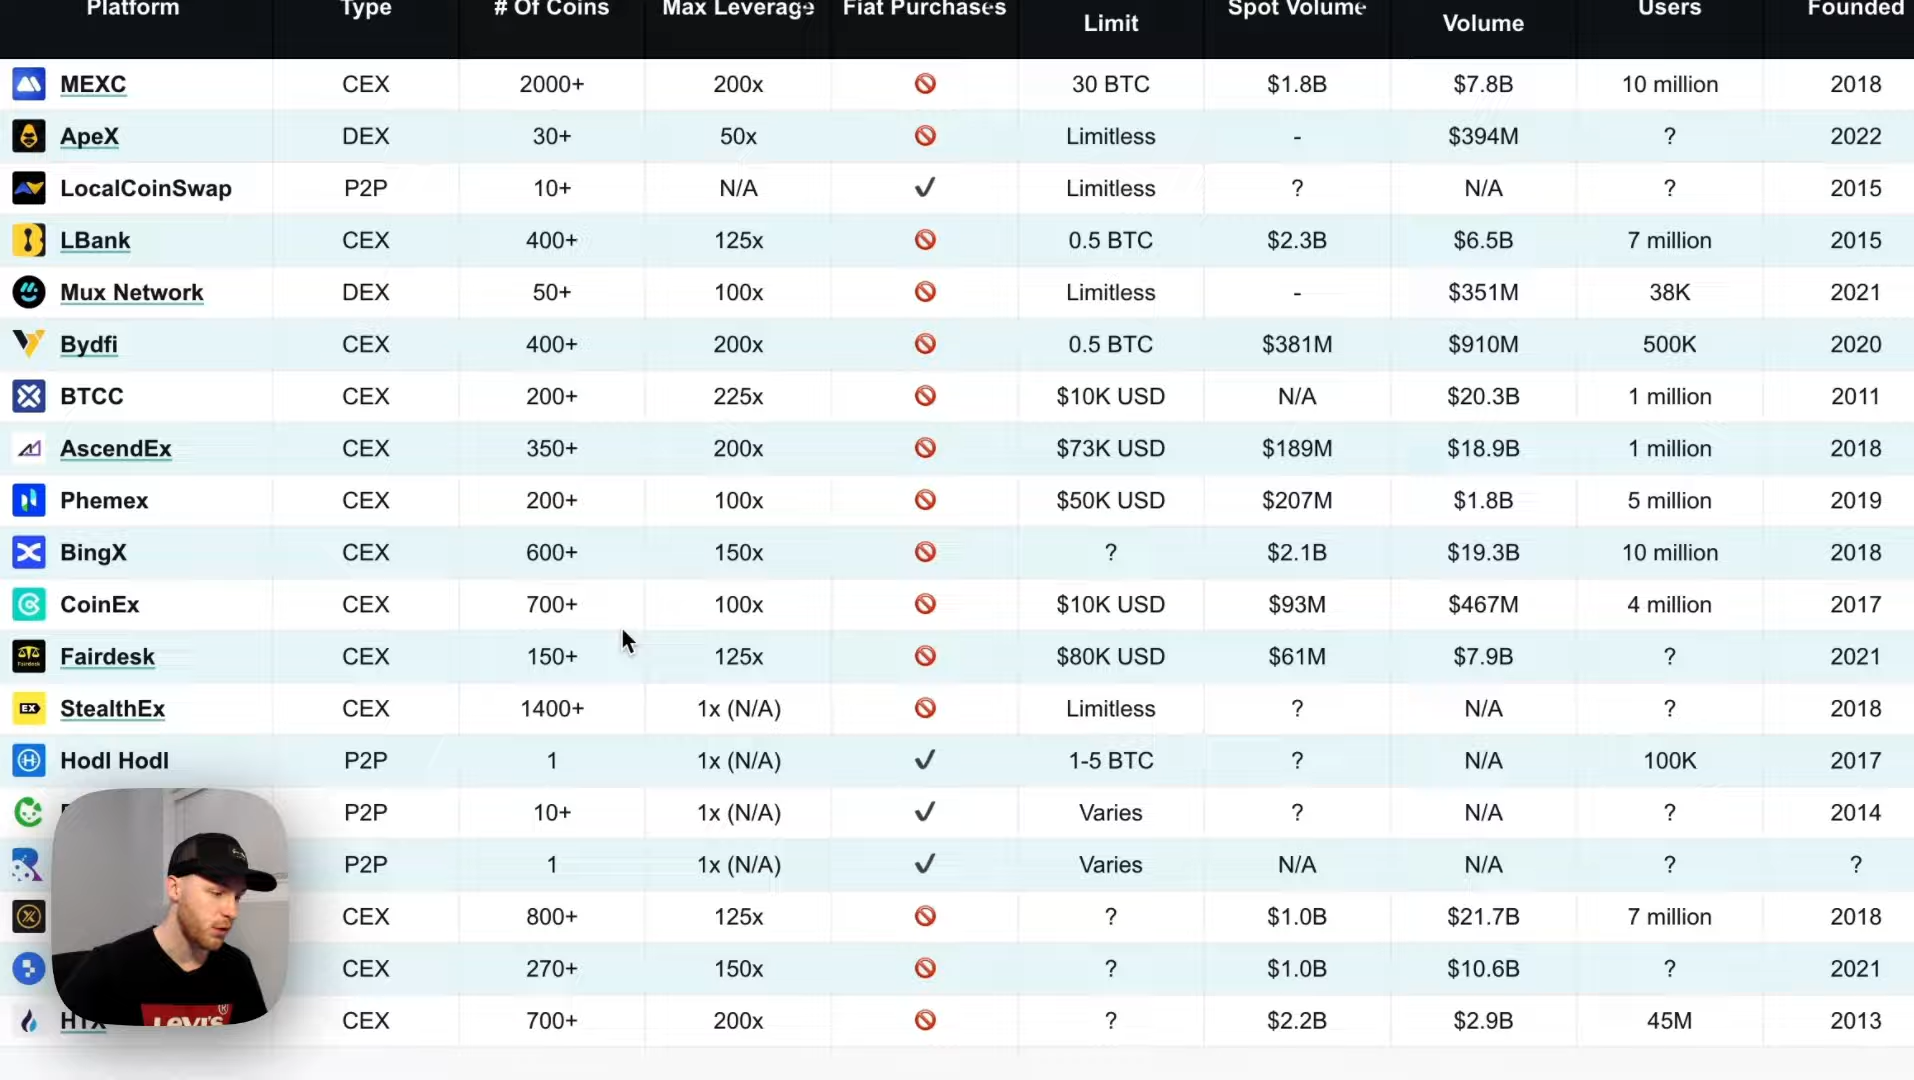 Platform Type # Of Coins Max Leverage Fiat Purchases Limit Spot Volume Volume Users Founded
MEXC CEX 2000+ 200x 30 BTC $1.8B $7.8B 10 million 2018
ApeX DEX 30+ 50x Limitless - $394M ? 2022
LocalCoinSwap P2P 10+ N/A Limitless ? N/A ? 2015
LBank CEX 400+ 125x 0.5 BTC $2.3B $6.5B 7 million 2015
Mux Network DEX 50+ 100x Limitless - $351M 38K 2021
Bydfi CEX 400+ 200x 0.5 BTC $381M $910M 500K 2020
BTCC CEX 200+ 225x $10K USD N/A $20.3B 1 million 2011
AscendEx CEX 350+ 200x $73K USD $189M $18.9B 1 million 2018
Phemex CEX 200+ 100x $50K USD $207M $1.8B 5 million 2019
BingX CEX 600+ 150x ? $2.1B $19.3B 10 million 2018
CoinEx CEX 700+ 100x $10K USD $93M $467M 4 million 2017
Fairdesk CEX 150+ 125x $80K USD $61M $7.9B ? 2021
EX StealthEx CEX 1400+ 1x (N/A) Limitless ? N/A ? 2018
Hodl Hodl P2P 1 1x (N/A) 1-5 BTC ? N/A 100K 2017
P2P 10+ 1x (N/A) Varies ? N/A ? 2014
P2P 1 1x (N/A) Varies N/A N/A ? ?
CEX 800+ 125x ? $1.0B $21.7B 7 million 2018
CEX 270+ 150x ? $1.0B $10.6B ? 2021
HTX CEX 700+ 200x ? $2.2B $2.9B 45M 2013
Levi's